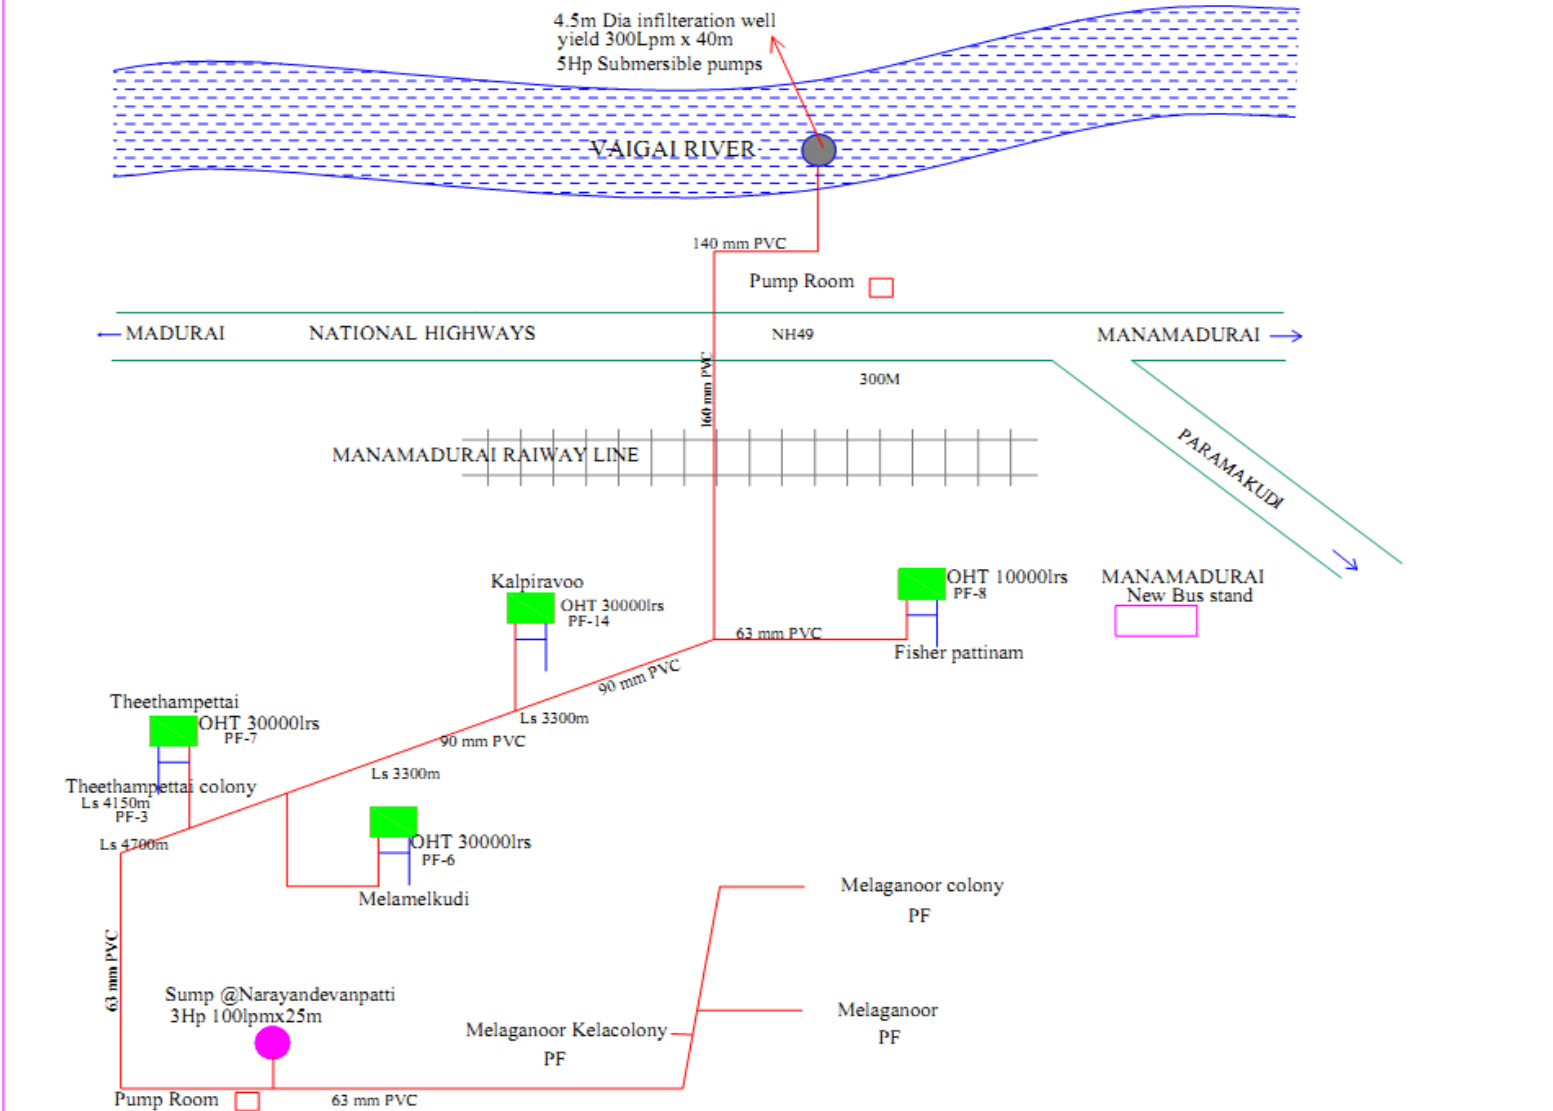 4.5m Dia infilteration well
yield 300Lpm x 40m
5Hp Submersible pumps
VAIGAI RIVER
140 mm PVC
Pump Room
MADURAI
NATIONAL HIGHWAYS
NH49
MANAMADURAI
300M
160 mm PVC
MANAMADURAI RAIWAY LINE
PARAMAKUDI
Kalpiravoo
OHT 30000lrs
PF-14
OHT 10000lrs
PF-8
MANAMADURAI
New Bus stand
63 mm PVC
Fisher pattinam
90 mm PVC
Ls 3300m
90 mm PVC
Ls 3300m
Theethampettai
OHT 30000lrs
PF-7
Theethampettai colony
Ls 4150m
PF-3
Ls 4700m
OHT 30000lrs
PF-6
Melamelkudi
Melaganoor colony
PF
63 mm PVC
Sump @Narayandevanpatti
3Hp 100lpmx25m
Melaganoor Kelacolony
PF
Melaganoor
PF
Pump Room
63 mm PVC